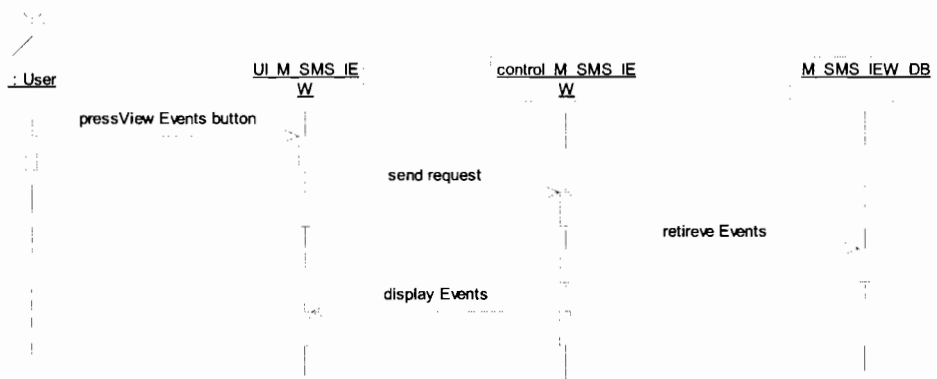 : User
UI_M_SMS_IE
W
control_M_SMS_IE
W
M_SMS_IEW_DB
pressView Events button
send request
retireve Events
display Events